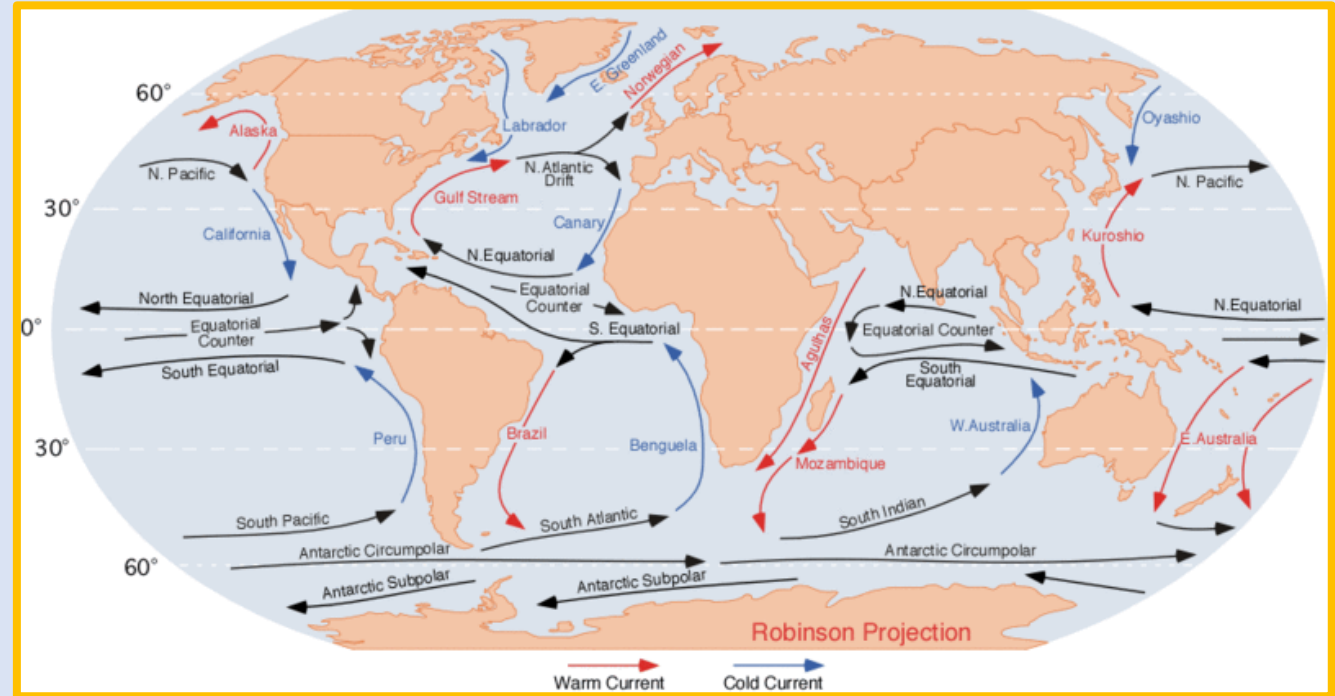 E. Greenland
Norwegian
60°
Alaska
Labrador
Oyashio
N. Pacific
N.Atlantic
Drift
N. Pacific
30°
Gulf Stream
Canary
California
Kuroshio
N.Equatorial
North Equatorial
Equatorial
Counter
N.Equatorial
N.Equatorial
0°
Equatorial
Counter
S. Equatorial
Equatorial Counter
South Equatorial
Agulhas
South
Equatorial
Peru
Brazil
Benguela
W.Australia
E.Australia
30°
Mozambique
South Pacific
South Atlantic
South Indian
Antarctic Circumpolar
Antarctic Circumpolar
60°
Antarctic Subpolar
Antarctic Subpolar
Robinson Projection
Warm Current
Cold Current